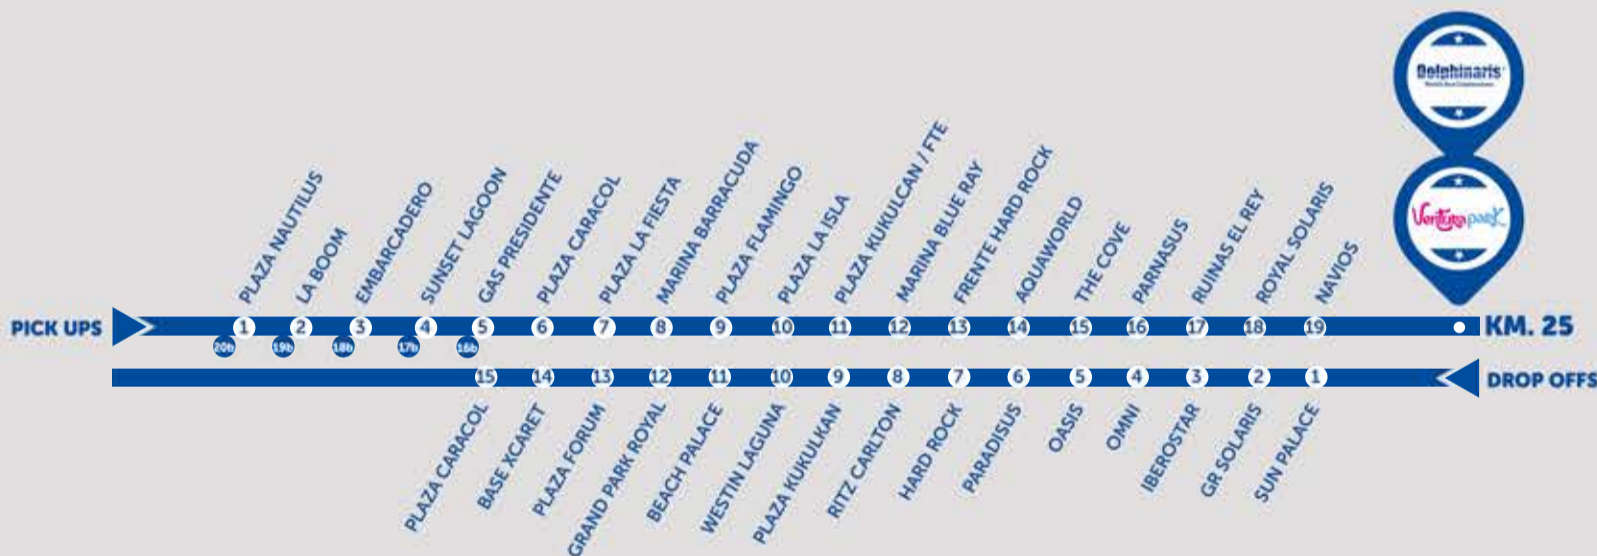 Dolphinaris
Ventura park
PLAZA NAUTILUS
LA BOOM
EMBARCADERO
SUNSET LAGOON
GAS PRESIDENTE
PLAZA CARACOL
PLAZA LA FIESTA
MARINA BARRACUDA
PLAZA FLAMINGO
PLAZA LA ISLA
PLAZA KUKULCAN / FTE
MARINA BLUE RAY
FRENTE HARD ROCK
AQUAWORLD
THE COVE
PARNASUS
RUINAS EL REY
ROYAL SOLARIS
NAVIOS
PICK UPS
1 2 3 4 5 6 7 8 9 10 11 12 13 14 15 16 17 18 19
KM. 25
20b 19b 18b 17b 16b
15 14 13 12 11 10 9 8 7 6 5 4 3 2 1
DROP OFFS
PLAZA CARACOL
BASE XCARET
PLAZA FORUM
GRAND PARK ROYAL
BEACH PALACE
WESTIN LAGUNA
PLAZA KUKULKAN
RITZ CARLTON
HARD ROCK
PARADISUS
OASIS
OMNI
IBEROSTAR
GR SOLARIS
SUN PALACE